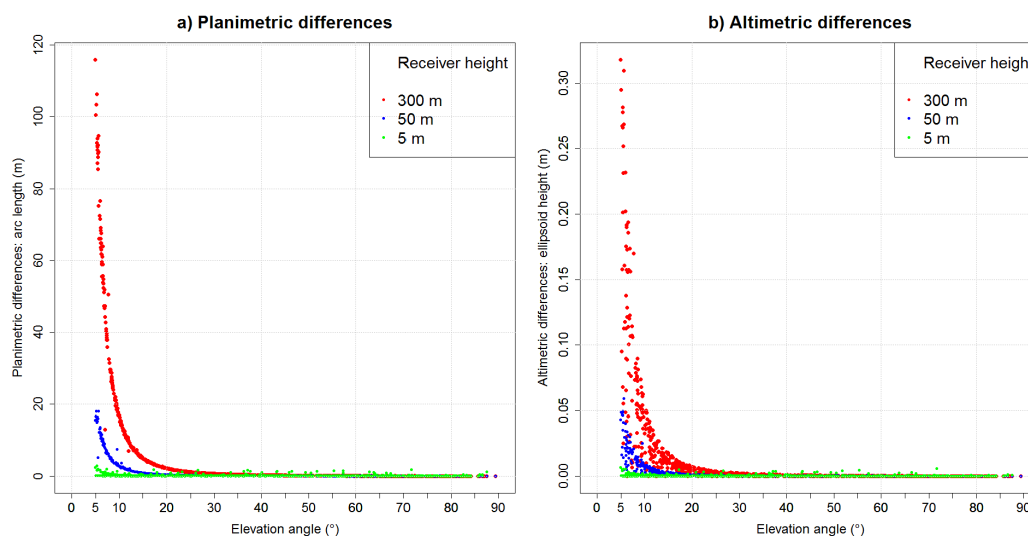 a) Planimetric differences
Planimetric differences: arc length (m)
0
20
40
60
80
100
120
Receiver height
300 m
50 m
5 m
0 5 10 20 30 40 50 60 70 80 90
Elevation angle (°)
b) Altimetric differences
Altimetric differences: ellipsoid height (m)
0.00
0.05
0.10
0.15
0.20
0.25
0.30
Receiver height
300 m
50 m
5 m
0 5 10 20 30 40 50 60 70 80 90
Elevation angle (°)